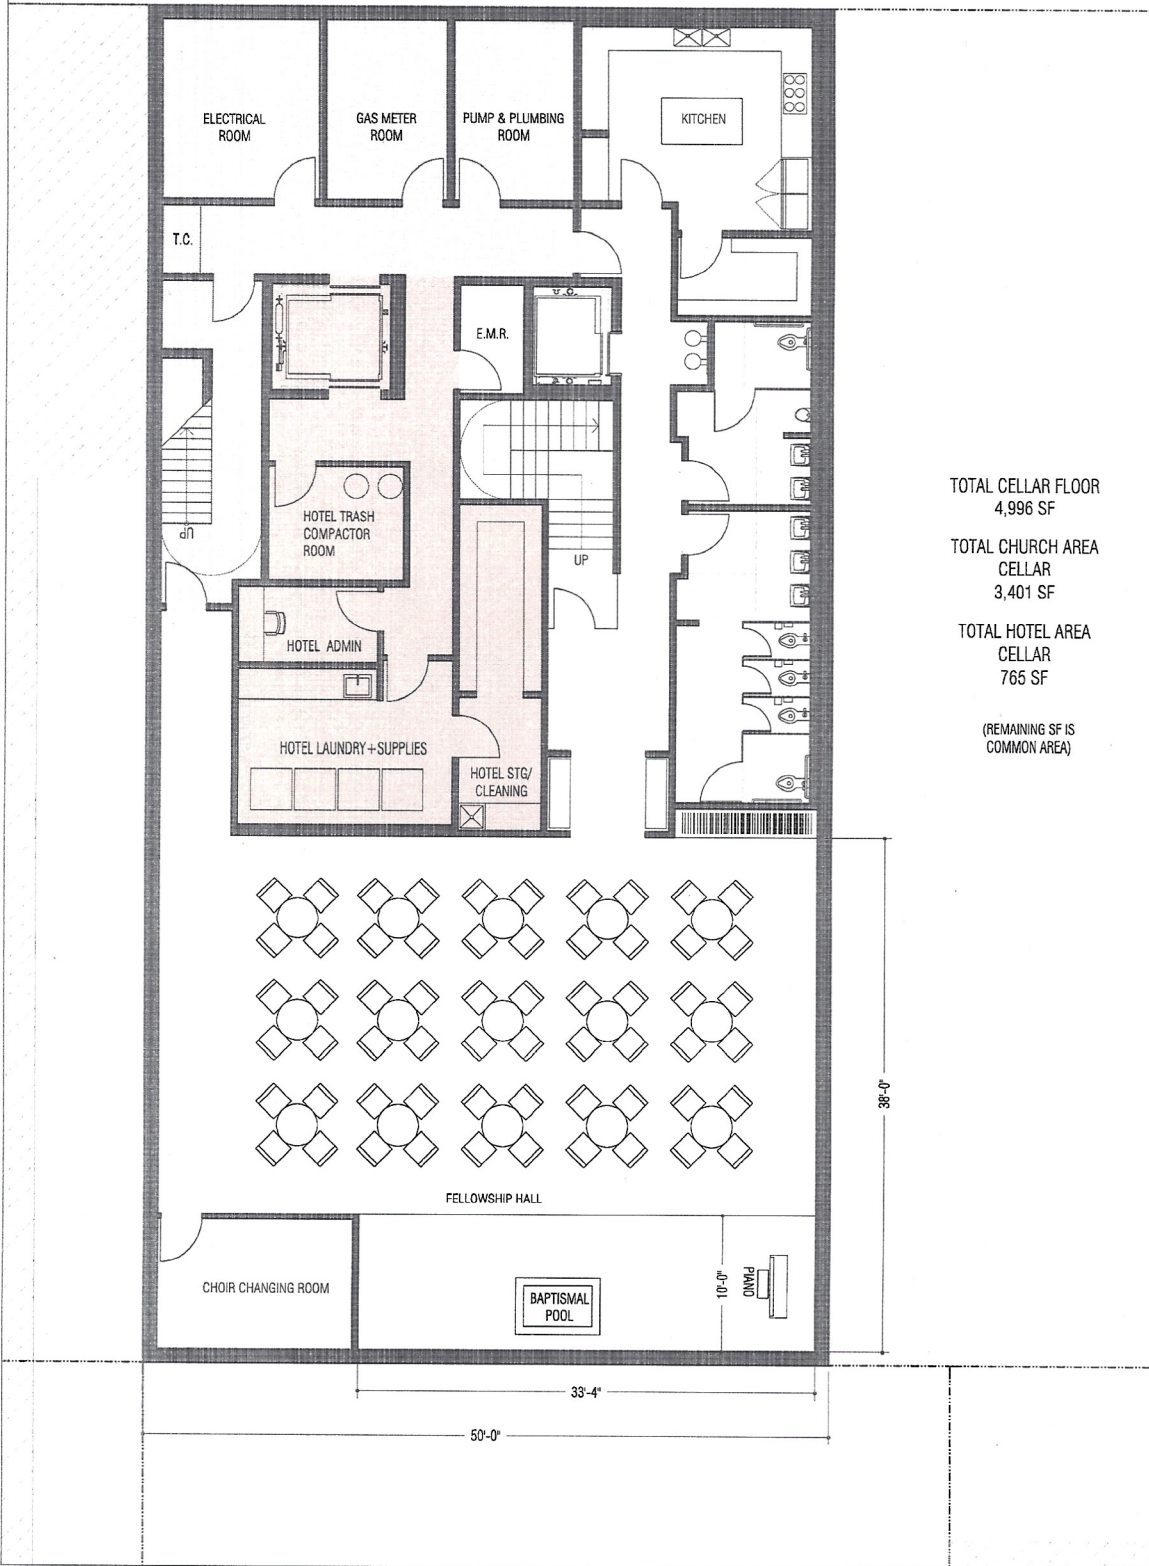 ELECTRICAL
ROOM
GAS METER
ROOM
PUMP & PLUMBING
ROOM
KITCHEN
T.C.
E.M.R.
HOTEL TRASH
COMPACTOR
ROOM
UP
UP
HOTEL ADMIN
HOTEL LAUNDRY+SUPPLIES
HOTEL STG/
CLEANING
TOTAL CELLAR FLOOR
4,996 SF
TOTAL CHURCH AREA
CELLAR
3,401 SF
TOTAL HOTEL AREA
CELLAR
765 SF
(REMAINING SF IS
COMMON AREA)
38'-0"
FELLOWSHIP HALL
CHOIR CHANGING ROOM
BAPTISMAL
POOL
10'-0"
PIANO
33'-4"
50'-0"